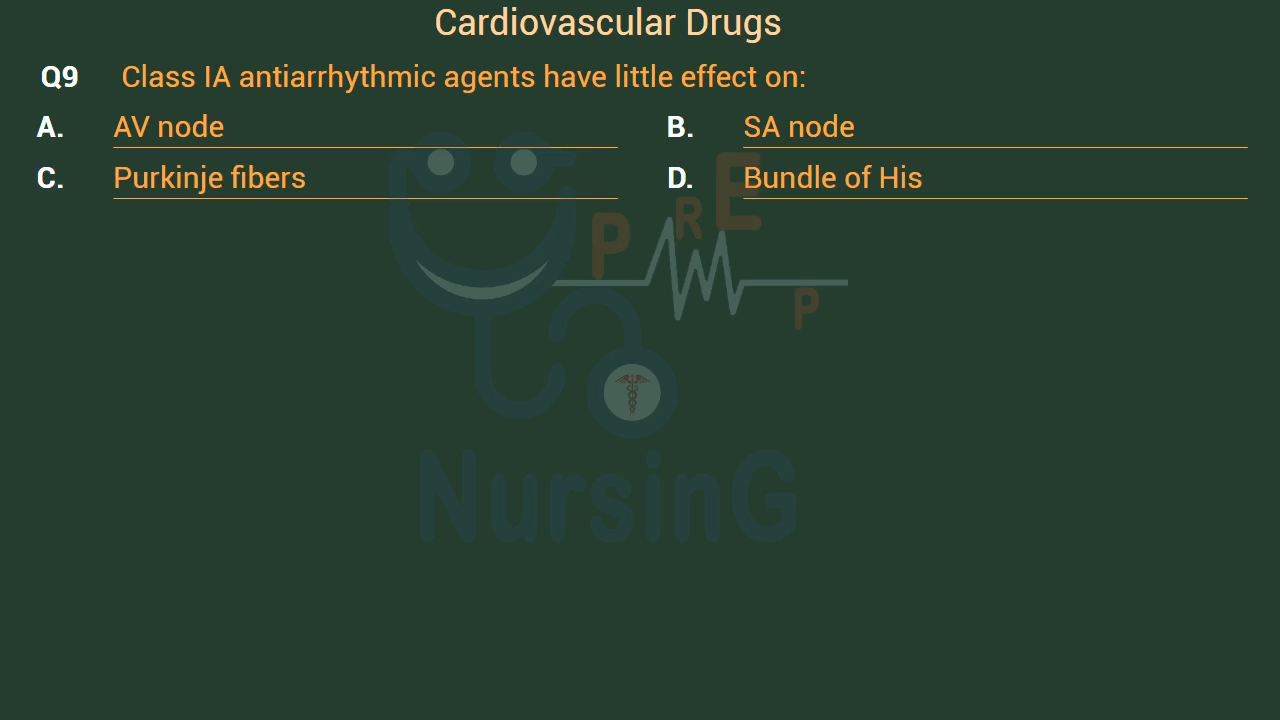 Cardiovascular Drugs
Q9 Class IA antiarrhythmic agents have little effect on:
A. AV node B. SA node
C. Purkinje fibers D. Bundle of His
PREP
NursinG